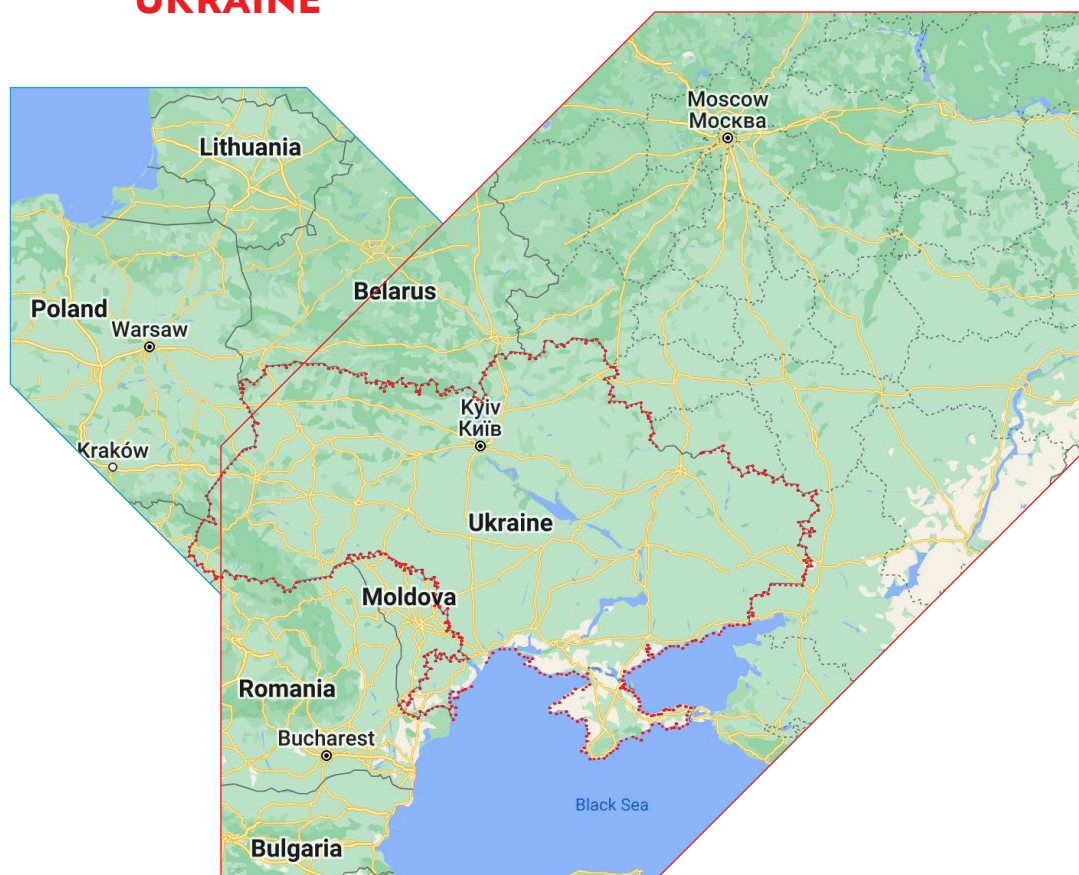 UKRAINE
Moscow
Москва
Lithuania
Belarus
Poland
Warsaw
Kyiv
Київ
Kraków
Ukraine
Moldova
Romania
Bucharest
Black Sea
Bulgaria